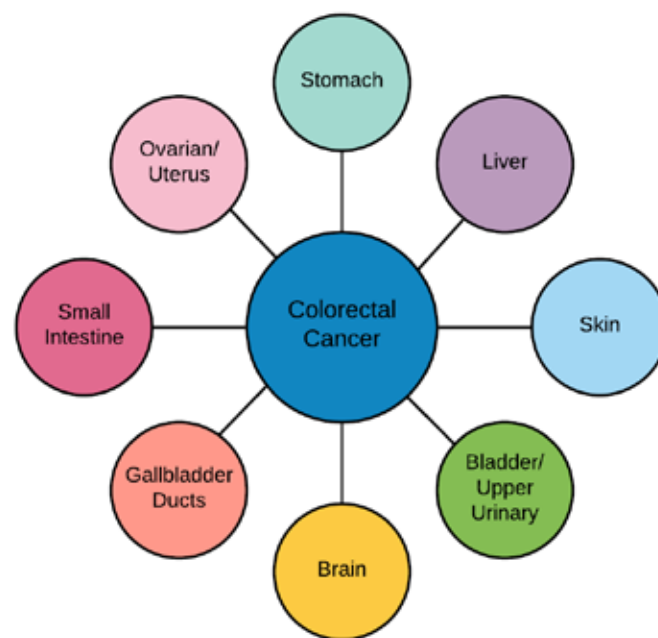 Stomach
Ovarian/
Uterus
Liver
Small
Intestine
Colorectal
Cancer
Skin
Gallbladder
Ducts
Bladder/
Upper
Urinary
Brain